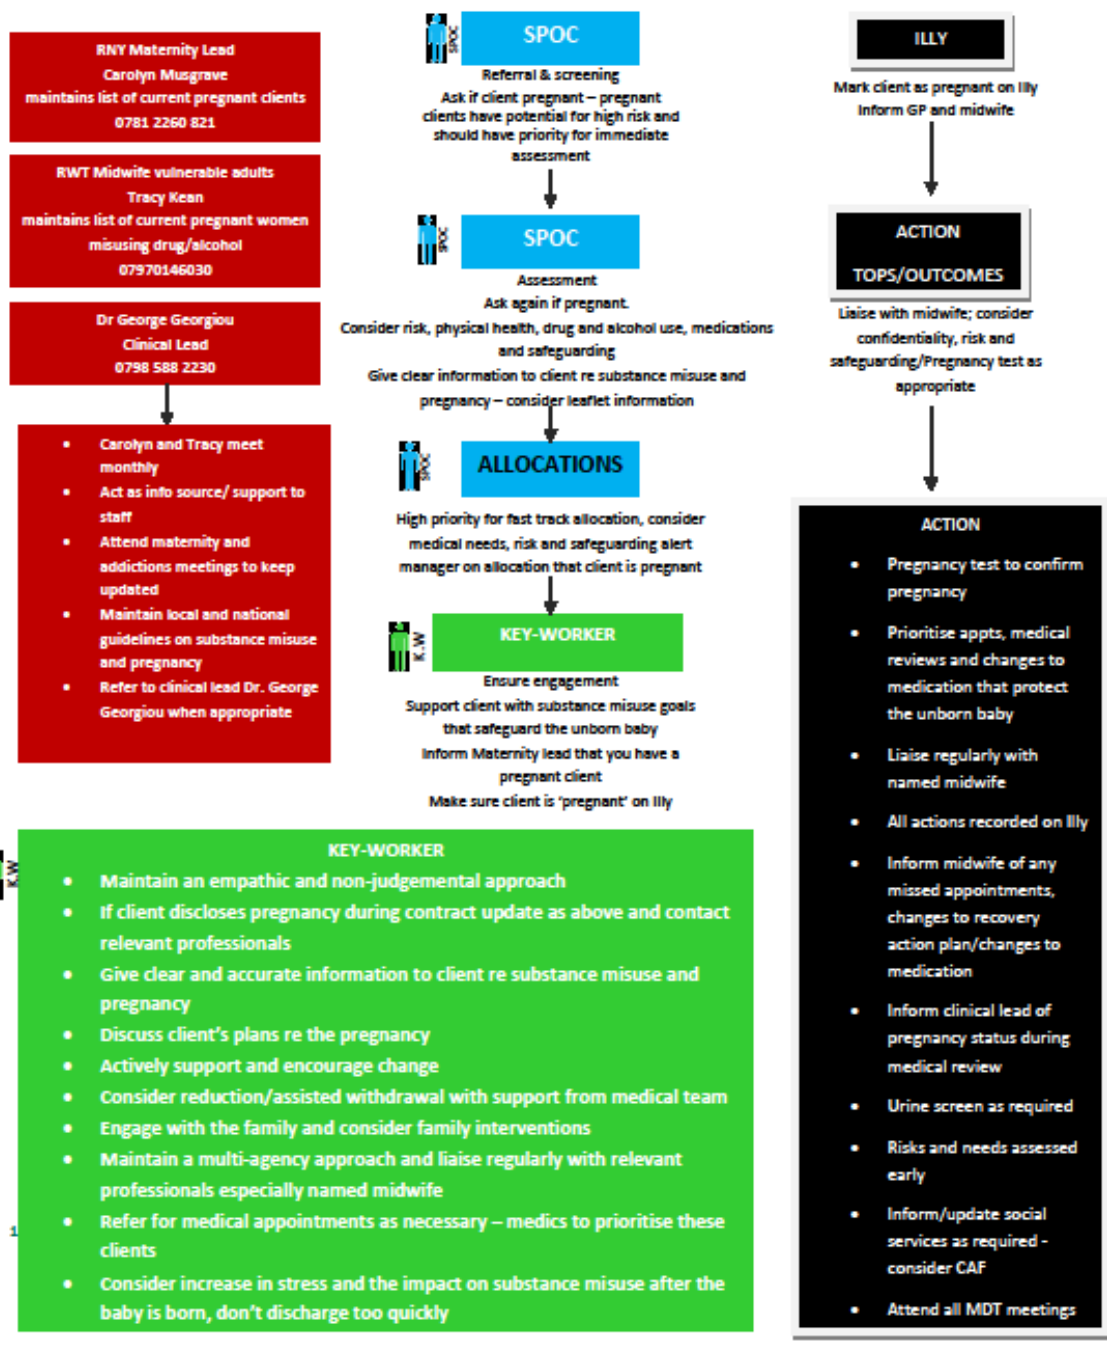 RNY Maternity Lead
Carolyn Musgrave
maintains list of current pregnant clients
0781 2260 821
RWT Midwife vulnerable adults
Tracy Kean
maintains list of current pregnant women
misusing drug/alcohol
07970146030
Dr George Georgiou
Clinical Lead
0798 588 2230
• Carolyn and Tracy meet
monthly
• Act as info source/ support to
staff
• Attend maternity and
addictions meetings to keep
updated
• Maintain local and national
guidelines on substance misuse
and pregnancy
• Refer to clinical lead Dr. George
Georgiou when appropriate
SPOC
SPOC
Referral & screening
Ask if client pregnant – pregnant
clients have potential for high risk and
should have priority for immediate
assessment
SPOC
SPOC
Assessment
Ask again if pregnant.
Consider risk, physical health, drug and alcohol use, medications
and safeguarding
Give clear information to client re substance misuse and
pregnancy – consider leaflet information
SPOC
ALLOCATIONS
High priority for fast track allocation, consider
medical needs, risk and safeguarding alert
manager on allocation that client is pregnant
K.W
KEY-WORKER
Ensure engagement
Support client with substance misuse goals
that safeguard the unborn baby
Inform Maternity lead that you have a
pregnant client
Make sure client is ‘pregnant’ on Illy
ILLY
Mark client as pregnant on Illy
Inform GP and midwife
ACTION
TOPS/OUTCOMES
Liaise with midwife; consider
confidentiality, risk and
safeguarding/Pregnancy test as
appropriate
ACTION
• Pregnancy test to confirm
pregnancy
• Prioritise appts, medical
reviews and changes to
medication that protect
the unborn baby
• Liaise regularly with
named midwife
• All actions recorded on Illy
• Inform midwife of any
missed appointments,
changes to recovery
action plan/changes to
medication
• Inform clinical lead of
pregnancy status during
medical review
• Urine screen as required
• Risks and needs assessed
early
• Inform/update social
services as required -
consider CAF
• Attend all MDT meetings
K.W
KEY-WORKER
• Maintain an empathic and non-judgemental approach
• If client discloses pregnancy during contract update as above and contact
relevant professionals
• Give clear and accurate information to client re substance misuse and
pregnancy
• Discuss client’s plans re the pregnancy
• Actively support and encourage change
• Consider reduction/assisted withdrawal with support from medical team
• Engage with the family and consider family interventions
• Maintain a multi-agency approach and liaise regularly with relevant
professionals especially named midwife
• Refer for medical appointments as necessary – medics to prioritise these
clients
• Consider increase in stress and the impact on substance misuse after the
baby is born, don’t discharge too quickly
1